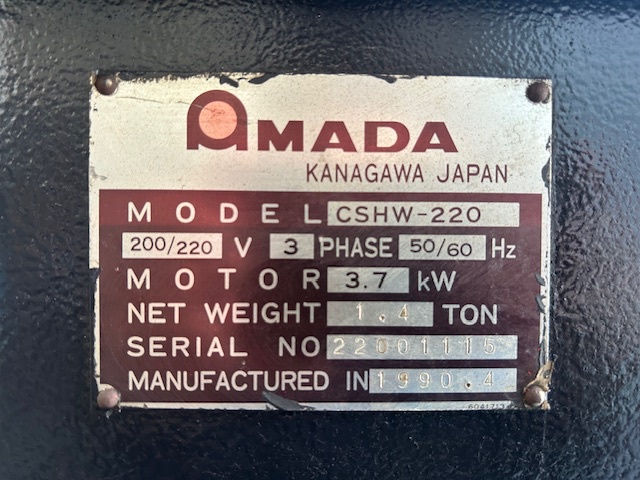 AMADA
KANAGAWA JAPAN
MODEL CSHW-220
200/220 V 3 PHASE 50/60 Hz
MOTOR 3.7 kW
NET WEIGHT 1.4 TON
SERIAL NO 22001115
MANUFACTURED IN 1990.4